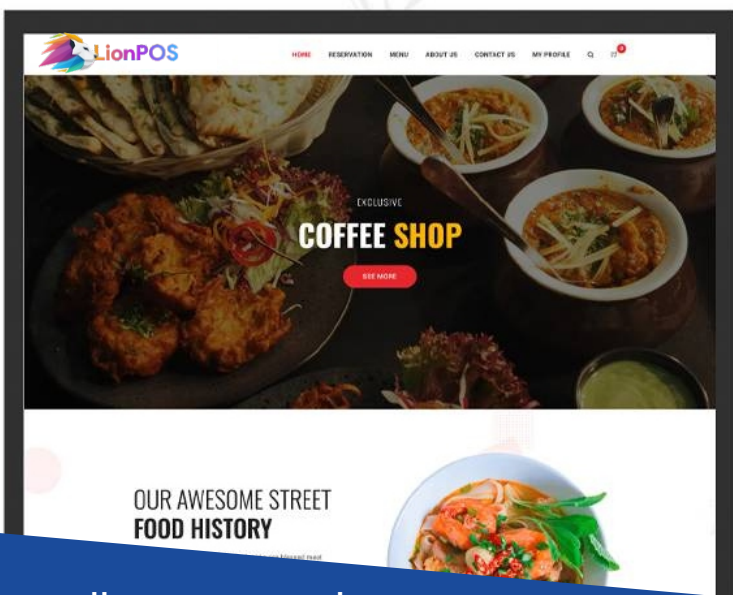 LionPOS
HOME RESERVATION MENU ABOUT US CONTACT US MY PROFILE
EXCLUSIVE
COFFEE SHOP
SEE MORE
OUR AWESOME STREET
FOOD HISTORY